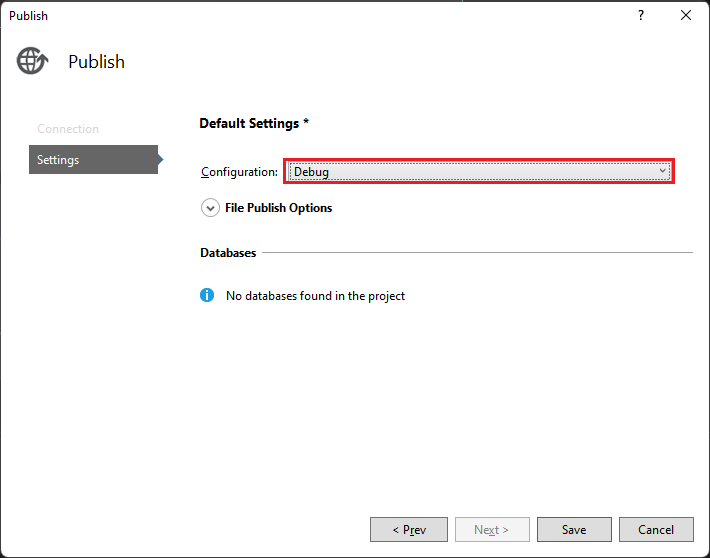 Publish
?
Publish
Connection
Settings
Default Settings *
Configuration: Debug
File Publish Options
Databases
No databases found in the project
< Prev Next > Save Cancel